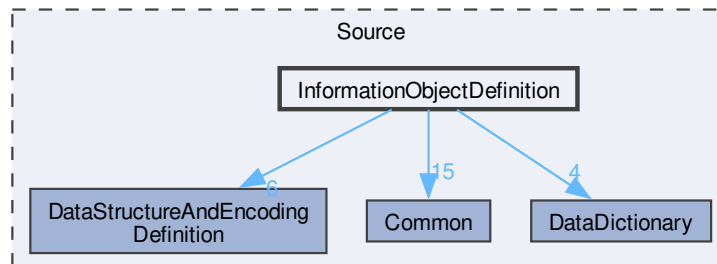 Source
InformationObjectDefinition
6
15
4
DataStructureAndEncoding
Definition
Common
DataDictionary